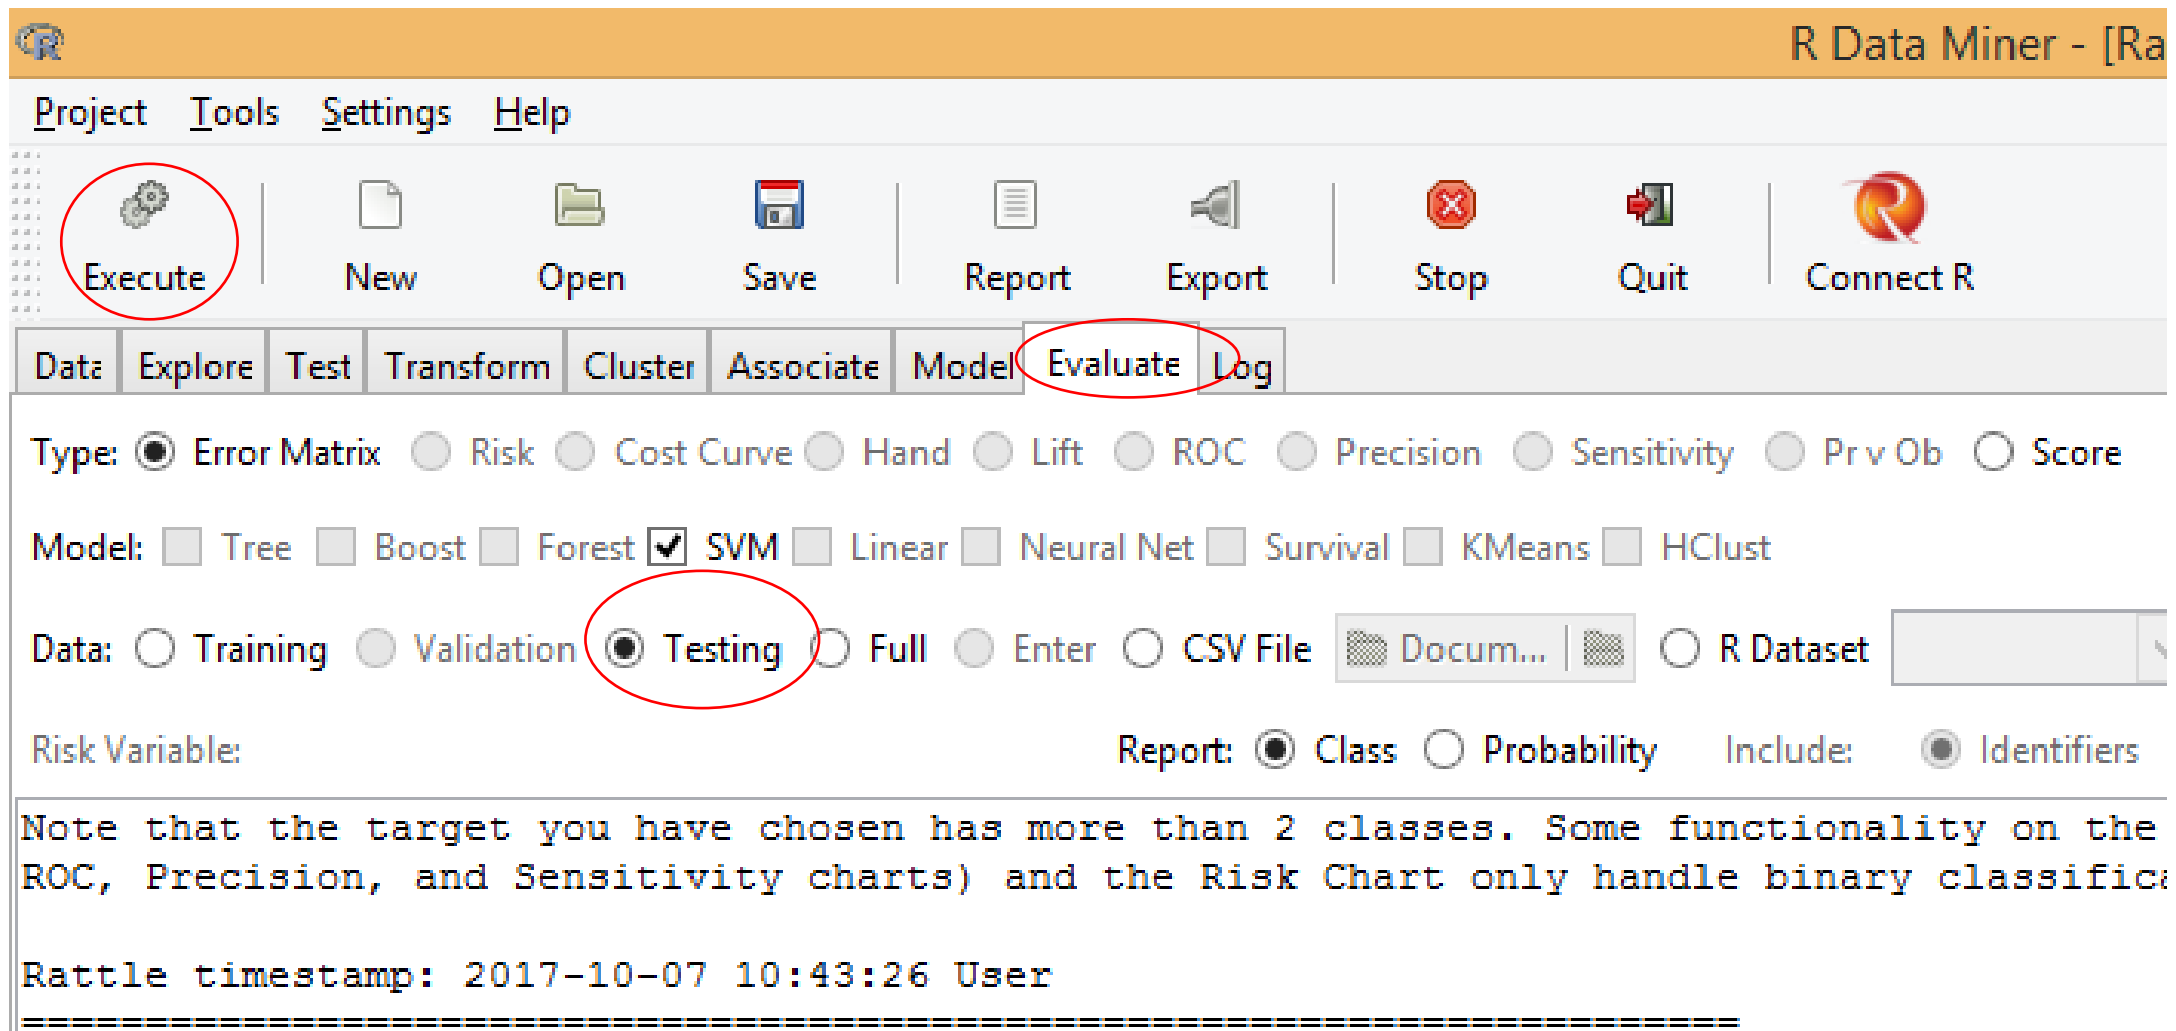 R Data Miner - [Ra
Project Tools Settings Help
Execute New Open Save Report Export Stop Quit Connect R
Data Explore Test Transform Cluster Associate Model Evaluate Log
Type: Error Matrix Risk Cost Curve Hand Lift ROC Precision Sensitivity Pr v Ob Score
Model: Tree Boost Forest SVM Linear Neural Net Survival KMeans HClust
Data: Training Validation Testing Full Enter CSV File Docum... R Dataset
Risk Variable: Report: Class Probability Include: Identifiers
Note that the target you have chosen has more than 2 classes. Some functionality on the
ROC, Precision, and Sensitivity charts) and the Risk Chart only handle binary classifica
Rattle timestamp: 2017-10-07 10:43:26 User